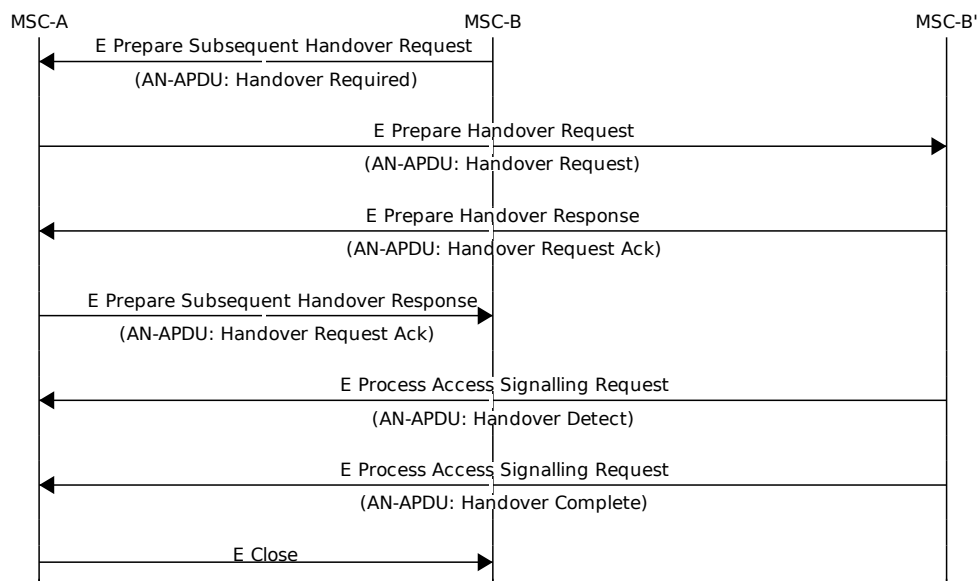 MSC-A MSC-B MSC-B'
E Prepare Subsequent Handover Request
(AN-APDU: Handover Required)
E Prepare Handover Request
(AN-APDU: Handover Request)
E Prepare Handover Response
(AN-APDU: Handover Request Ack)
E Prepare Subsequent Handover Response
(AN-APDU: Handover Request Ack)
E Process Access Signalling Request
(AN-APDU: Handover Detect)
E Process Access Signalling Request
(AN-APDU: Handover Complete)
E Close